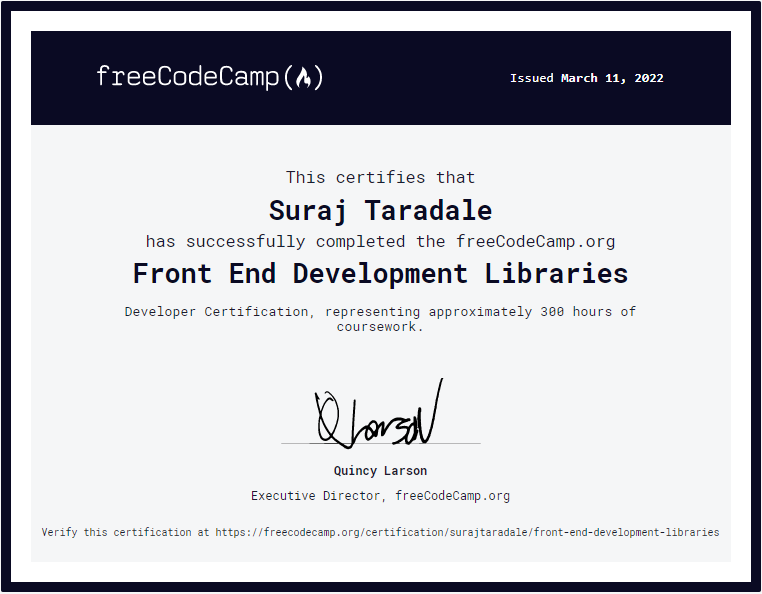 freeCodeCamp
Issued March 11, 2022
This certifies that
Suraj Taradale
has successfully completed the freeCodeCamp.org
Front End Development Libraries
Developer Certification, representing approximately 300 hours of
coursework.
Q Larson
Quincy Larson
Executive Director, freeCodeCamp.org
Verify this certification at https://freecodecamp.org/certification/surajtaradale/front-end-development-libraries